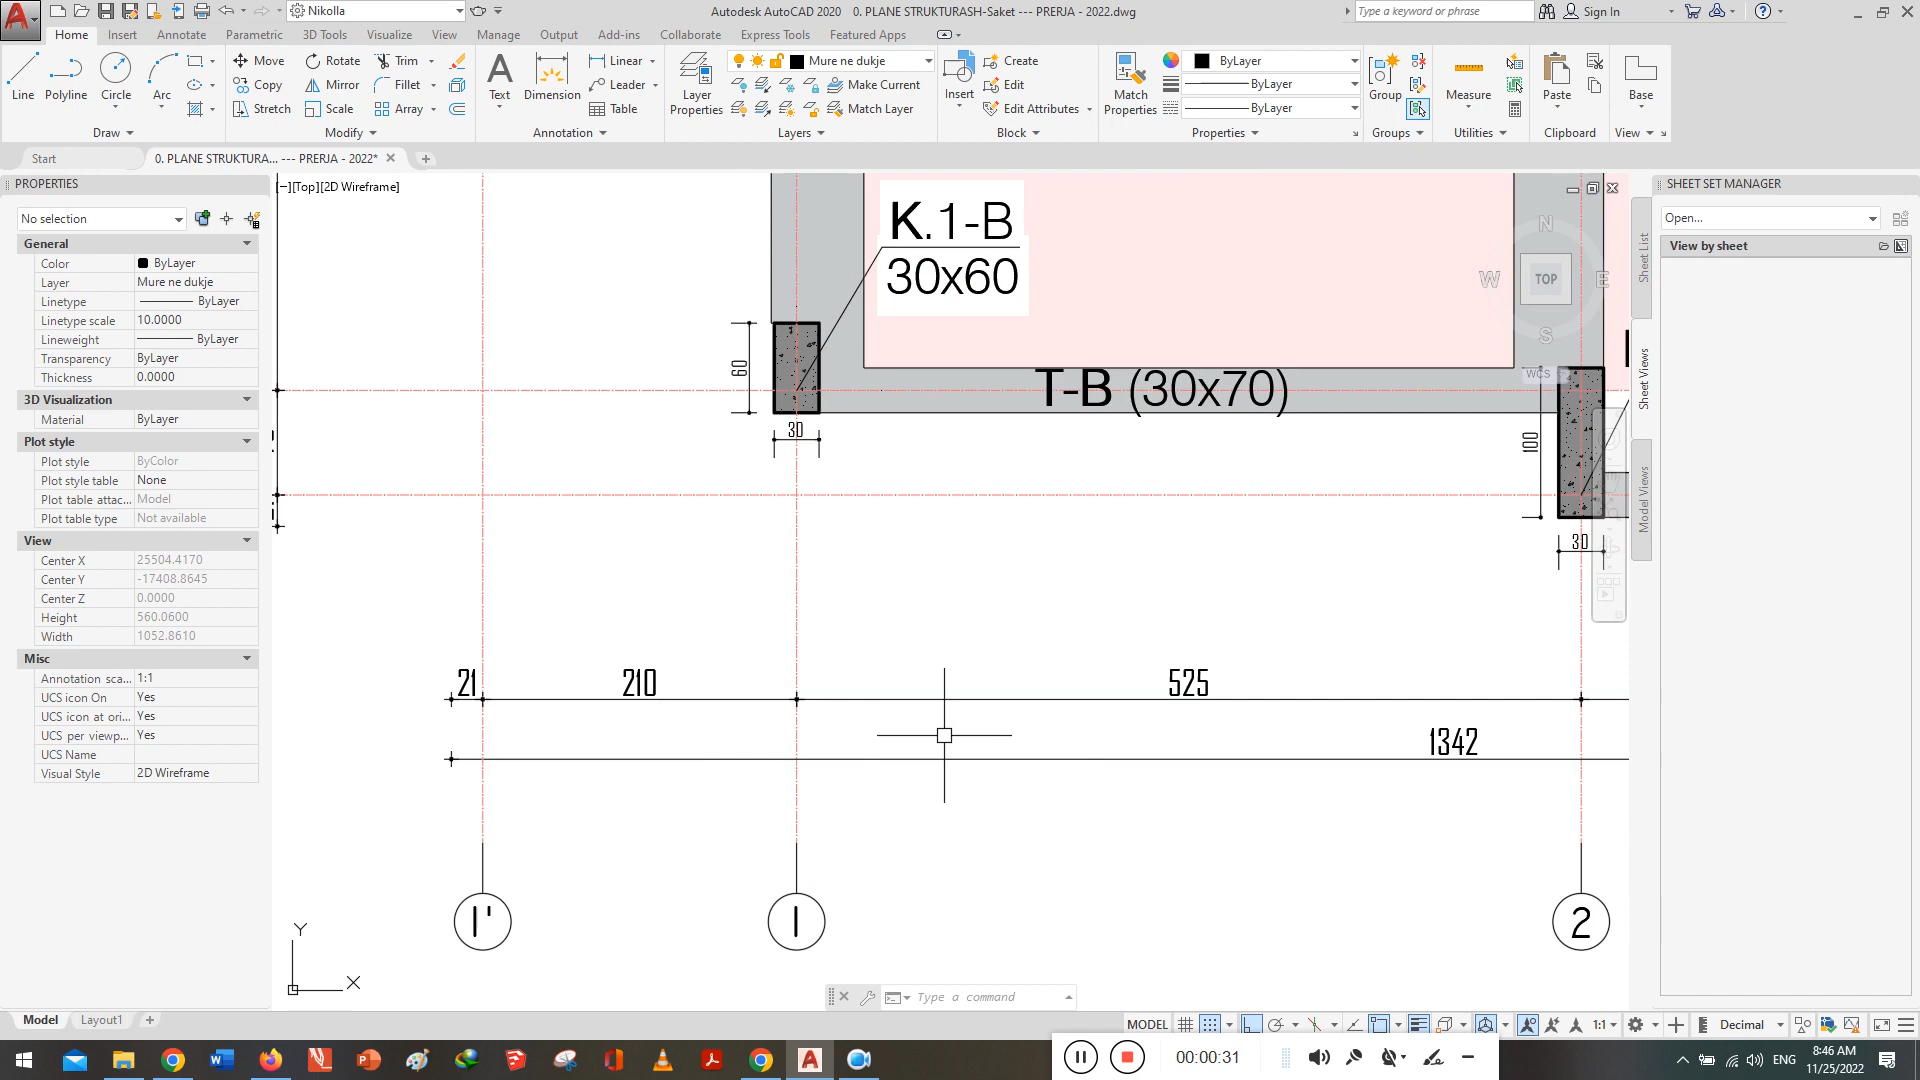 Nikolla
Autodesk AutoCAD 2020   0. PLANE STRUKTURASH-Saket --- PRERJA - 2022.dwg
Type a keyword or phrase
Sign In
Home
Insert
Annotate
Parametric
3D Tools
Visualize
View
Manage
Output
Add-ins
Collaborate
Express Tools
Featured Apps
Line
Polyline
Circle
Arc
Move
Rotate
Trim
Copy
Mirror
Fillet
Stretch
Scale
Array
Text
Dimension
Linear
Leader
Table
Layer
Properties
Mure ne dukje
Make Current
Match Layer
Insert
Create
Edit
Edit Attributes
Match
Properties
ByLayer
ByLayer
ByLayer
Group
Measure
Paste
Base
Draw
Modify
Annotation
Layers
Block
Properties
Groups
Utilities
Clipboard
View
Start
0. PLANE STRUKTURA... --- PRERJA - 2022*
PROPERTIES
No selection
General
Color ByLayer
Layer Mure ne dukje
Linetype ByLayer
Linetype scale 10.0000
Lineweight ByLayer
Transparency ByLayer
Thickness 0.0000
3D Visualization
Material ByLayer
Plot style
Plot style ByColor
Plot style table None
Plot table attac... Model
Plot table type Not available
View
Center X 25504.4170
Center Y -17408.8645
Center Z 0.0000
Height 560.0600
Width 1052.8610
Misc
Annotation sca... 1:1
UCS icon On Yes
UCS icon at ori... Yes
UCS per viewp... Yes
UCS Name
Visual Style 2D Wireframe
[−][Top][2D Wireframe]
K.1-B
30x60
60
30
T-B (30x70)
100
30
21
210
525
1342
1'
1
2
Y
X
N
W
TOP
E
S
WCS
SHEET SET MANAGER
Open...
View by sheet
Sheet List
Sheet Views
Model Views
Type a command
Model
Layout1
MODEL
1:1
Decimal
00:00:31
ENG
8:46 AM
11/25/2022